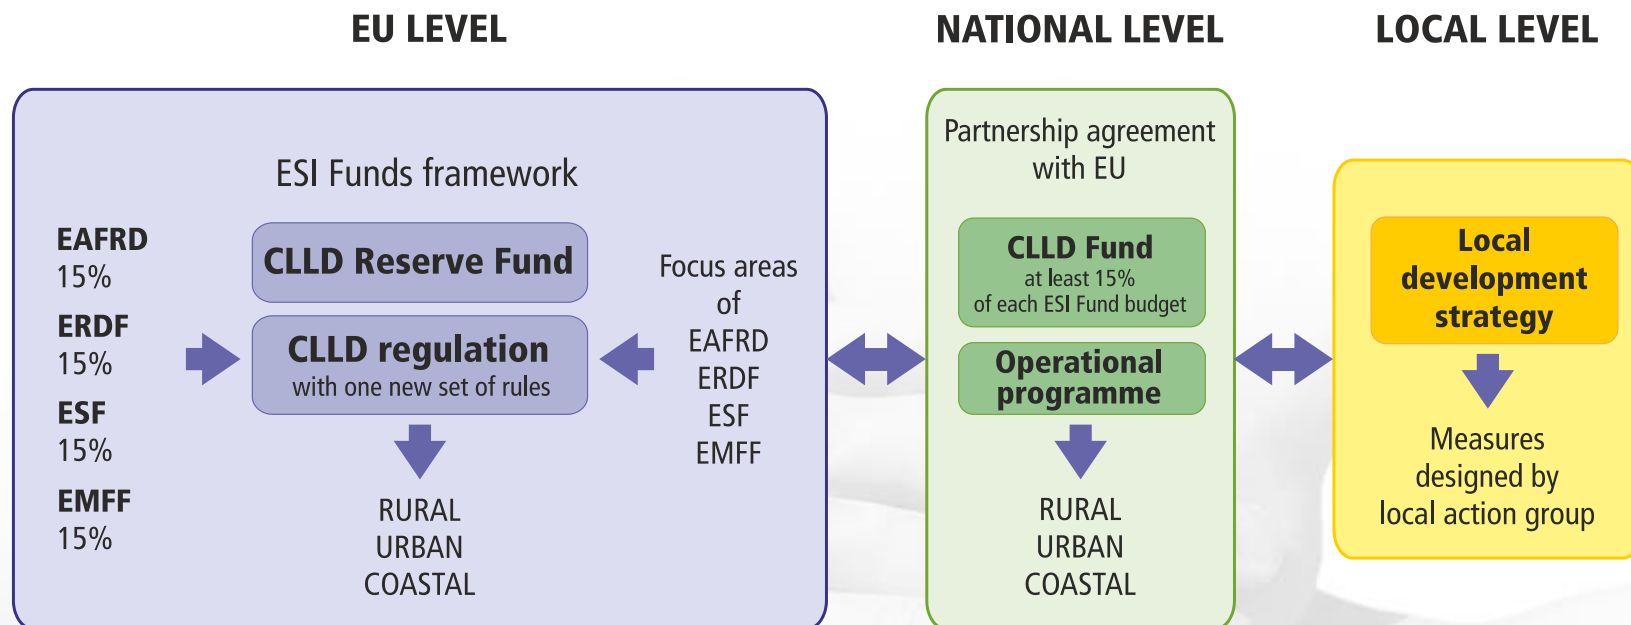 EU LEVEL
NATIONAL LEVEL
LOCAL LEVEL
ESI Funds framework
EAFRD
15%
ERDF
15%
ESF
15%
EMFF
15%
CLLD Reserve Fund
CLLD regulation
with one new set of rules
RURAL
URBAN
COASTAL
Focus areas
of
EAFRD
ERDF
ESF
EMFF
Partnership agreement
with EU
CLLD Fund
at least 15%
of each ESI Fund budget
Operational
programme
RURAL
URBAN
COASTAL
Local
development
strategy
Measures
designed by
local action group